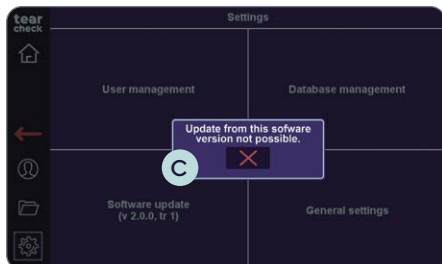 tear
check
Settings
User management
Database management
Update from this sofware
version not possible.
C
Software update
(v 2.0.0, tr 1)
General settings